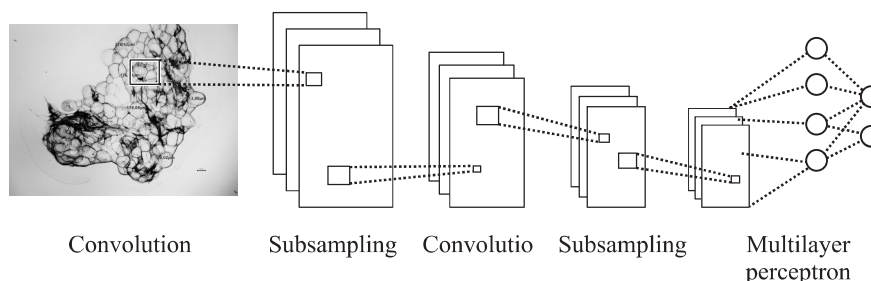 Convolution
Subsampling
Convolutio
Subsampling
Multilayer
perceptron